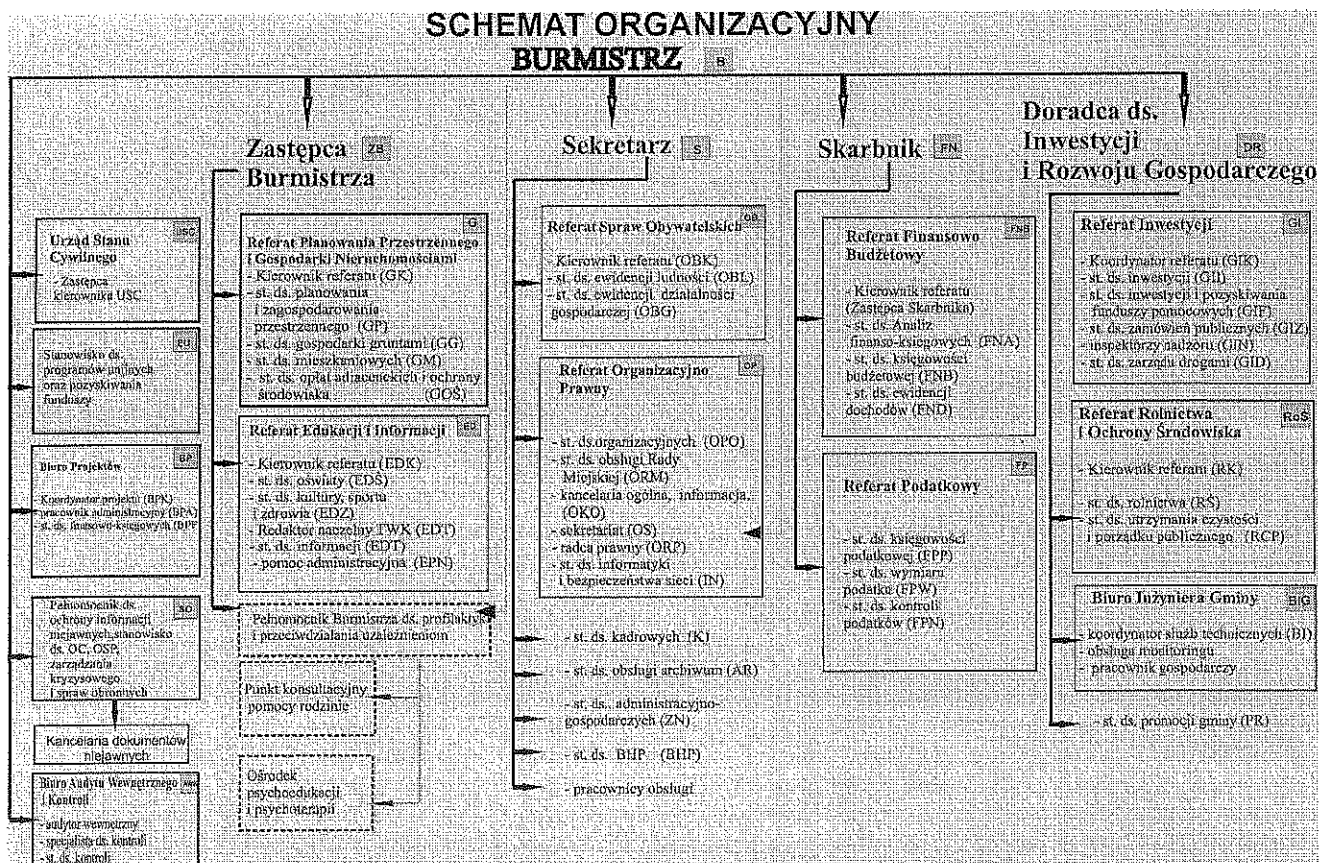 SCHEMAT ORGANIZACYJNY
BURMISTRZ B
Urząd Stanu USC
Cywilnego
- Zastępca
kierownika USC
EU
Stanowisko ds.
programów unijnych
oraz pozyskiwania
funduszy
BP
Biuro Projektów
Koordynator projektu (BPK)
pracownik administracyjny (BPA)
st. ds. finasowo-księgowych (BPF)
SO
Pełnomocnik ds.
ochrony informacji
niejawnych,stanowisko
ds. OC, OSP,
zarządzania
kryzysowego
i spraw obronnych
Kancelaria dokumentów
niejawnych
Biuro Audytu Wewnętrznego
i Kontroli
- audytor wewnętrzny
- specjalista ds. kontroli
- st. ds. kontroli
Zastępca ZB
Burmistrza
G
Referat Planowania Przestrzennego
i Gospodarki Nieruchomościami
- Kierownik referatu (GK)
- st. ds. planowania
i zagospodarowania
przestrzennego (GP)
- st. ds. gospodarki gruntami (GG)
- st. ds. mieszkaniowych (GM)
- st. ds. opłat adiacenckich i ochrony
środowiska (GOŚ)
Referat Edukacji i Informacji ED
- Kierownik referatu (EDK)
- st. ds. oświaty (EDS)
- st. ds. kultury, sportu
i zdrowia (EDZ)
- Redaktor naczelny TWK (EDT)
- st. ds. informacji (EDT)
- pomoc administracyjna (EPN)
- Pełnomocnik Burmistrza ds. profilaktyki
i przeciwdziałania uzależnieniom
Punkt konsultacyjny
pomocy rodzinie
Ośrodek
psychoedukacji
i psychoterapii
Sekretarz S
OB
Referat Spraw Obywatelskich
- Kierownik referatu (OBK)
- st. ds. ewidencji ludności (OBL)
- st. ds. ewidencji działalności
gospodarczej (OBG)
Referat Organizacyjno OP
Prawny
- st. ds.organizacyjnych (OPO)
- st. ds. obsługi Rady
Miejskiej (ORM)
- kancelaria ogólna, informacja,
(OKO)
- sekretariat (OS)
- radca prawny (ORP)
- st. ds. informatyki
i bezpieczeństwa sieci (IN)
- st. ds. kadrowych (K)
- st. ds. obsługi archiwum (AR)
- st. ds. administracyjno-
gospodarczych (ZN)
- st. ds. BHP (BHP)
- pracownicy obsługi
Skarbnik FN
Referat Finansowo FNB
Budżetowy
- Kierownik referatu
(Zastępca Skarbnika)
- st. ds. Analiz
finanso-księgowych (FNA)
- st. ds. księgowości
budżetowej (FNB)
- st. ds. ewidencji
dochodów (FND)
FP
Referat Podatkowy
- st. ds. księgowości
podatkowej (FPP)
- st. ds. wymiaru
podatku (FPW)
- st. ds. kontroli
podatków (FPN)
Doradca ds.
Inwestycji DR
i Rozwoju Gospodarczego
Referat Inwestycji GI
- Koordynator referatu (GIK)
- st. ds. inwestycji (GII)
- st. ds. inwestycji i pozyskiwania
funduszy pomocowych (GIF)
- st. ds. zamówień publicznych (GIZ)
- inspektorzy nadzoru (GIN)
- st. ds. zarządu drogami (GID)
Referat Rolnictwa RoŚ
i Ochrony Środowiska
- Kierownik referatu (RK)
- st. ds. rolnictwa (RŚ)
- st. ds. utrzymania czystości
i porządku publicznego (RCP)
Biuro Inżyniera Gminy BIG
- koordynator służb technicznych (BI)
- obsługa monitoringu
- pracownik gospodarczy
- st. ds. promocji gminy (PR)